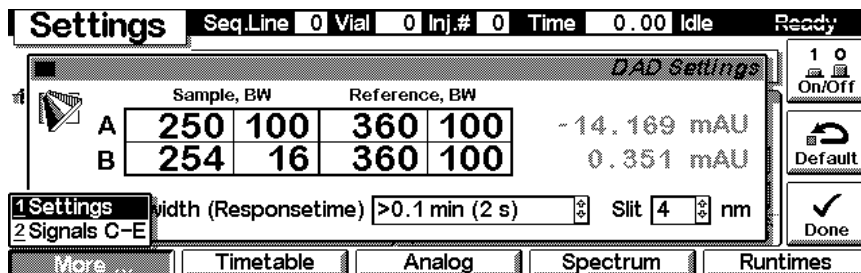 Settings Seq.Line 0 Vial 0 Inj.# 0 Time 0.00 Idle Ready
DAD Settings
1 0
On/Off
Sample, BW Reference, BW
A 250 100 360 100 -14.169 mAU
B 254 16 360 100 0.351 mAU
Default
1 Settings
width (Responsetime) >0.1 min (2 s) Slit 4 nm
2 Signals C-E
Done
More ... Timetable Analog Spectrum Runtimes